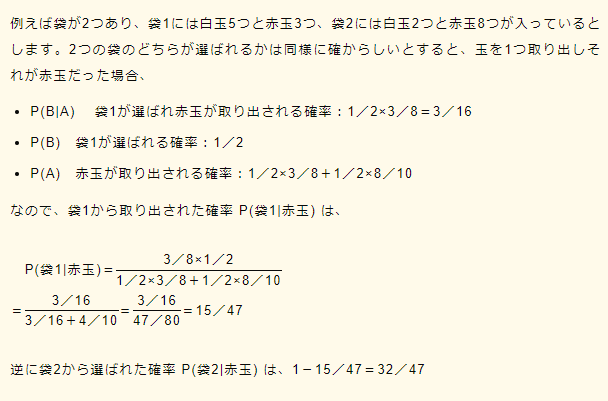 例えば袋が2つあり、袋1には白玉5つと赤玉3つ、袋2には白玉2つと赤玉8つが入っていると
します。2つの袋のどちらが選ばれるかは同様に確からしいとすると、玉を1つ取り出しそ
れが赤玉だった場合、
• P(B|A)　袋1が選ばれ赤玉が取り出される確率：1／2×3／8＝3／16
• P(B)　袋1が選ばれる確率：1／2
• P(A)　赤玉が取り出される確率：1／2×3／8＋1／2×8／10
なので、袋1から取り出された確率 P(袋1|赤玉) は、
3／8×1／2
P(袋1|赤玉)＝
1／2×3／8＋1／2×8／10
3／16 3／16
＝ ＝ ＝15／47
3／16＋4／10 47／80
逆に袋2から選ばれた確率 P(袋2|赤玉) は、1－15／47＝32／47